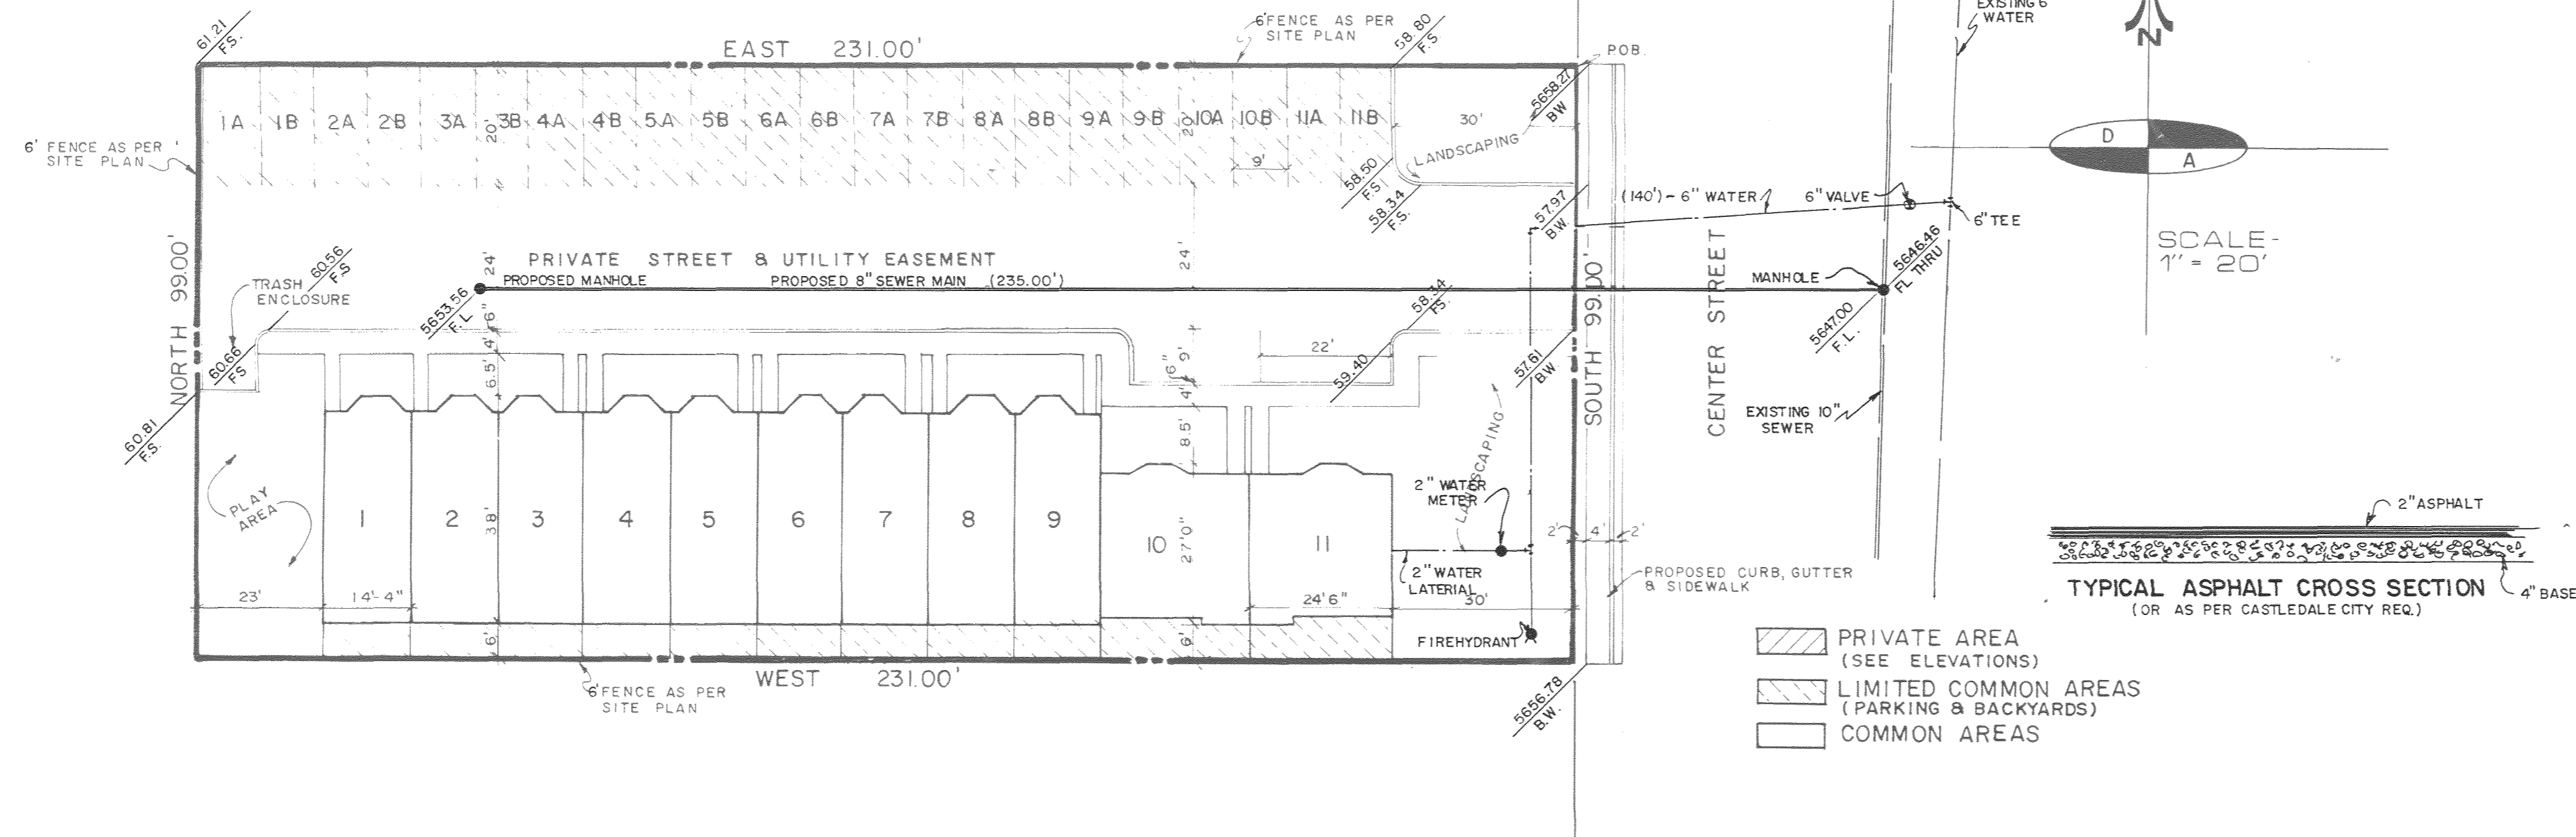 61.21
FS.
EAST 231.00'
6' FENCE AS PER
SITE PLAN
58.80
F.S.
EXISTING 6
WATER
P.O.B.
N
5658.27
BW
1A 1B 2A 2B 3A 3B 4A 4B 5A 5B 6A 6B 7A 7B 8A 8B 9A 9B 10A 10B 11A 11B
20'
20'
30'
6' FENCE AS PER
SITE PLAN
9'
LANDSCAPING
D
A
58.50
F.S
58.34
F.S.
57.97
B.W.
(140')- 6" WATER
6" VALVE
6" TEE
SCALE-
1" = 20'
NORTH 99.00'
60.56
F.S
TRASH
ENCLOSURE
24'
PRIVATE STREET & UTILITY EASEMENT
24'
PROPOSED MANHOLE
PROPOSED 8" SEWER MAIN (235.00')
5653.56
F.L
58.34
FS.
SOUTH 99.00'
CENTER STREET
MANHOLE
5646.46
FL THRU
5647.00
F.L.
60.66
FS
6"
4'
6.5'
6"
9'
4'
22'
59.40
57.61
BW
60.81
F.S.
8.5'
EXISTING 10"
SEWER
LANDSCAPING
PLAY
AREA
2" WATER
METER
1 2 3 4 5 6 7 8 9 10 11
38'
27'0"
2' 4' 2'
2" ASPHALT
2" WATER
LATERIAL
PROPOSED CURB, GUTTER
& SIDEWALK
TYPICAL ASPHALT CROSS SECTION
(OR AS PER CASTLEDALE CITY REQ.)
4" BASE
23'
14'-4"
24'6"
30'
6'
6'
FIREHYDRANT
PRIVATE AREA
(SEE ELEVATIONS)
WEST 231.00'
6' FENCE AS PER
SITE PLAN
5656.78
B.W.
LIMITED COMMON AREAS
(PARKING & BACKYARDS)
COMMON AREAS